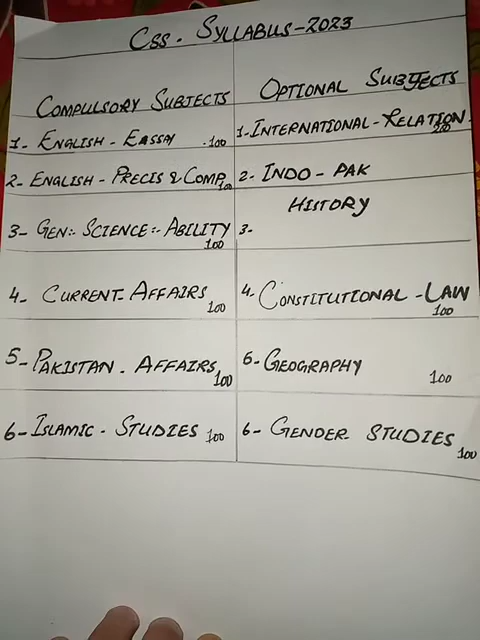 CSS. SYLLABUS-2023
COMPULSORY SUBJECTS
OPTIONAL SUBJECTS
1- ENGLISH - EASSAY .100
1-INTERNATIONAL-RELATION. 200
2- ENGLISH - PRECIS & COMP. 100
2- INDO - PAK
HISTORY
3- GEN:- SCIENCE:- ABILITY 100
3-
4- CURRENT-AFFAIRS 100
4- CONSTITUTIONAL -LAW 100
5- PAKISTAN. AFFAIRS, 100
6- GEOGRAPHY 100
6- ISLAMIC - STUDIES 100
6- GENDER STUDIES 100